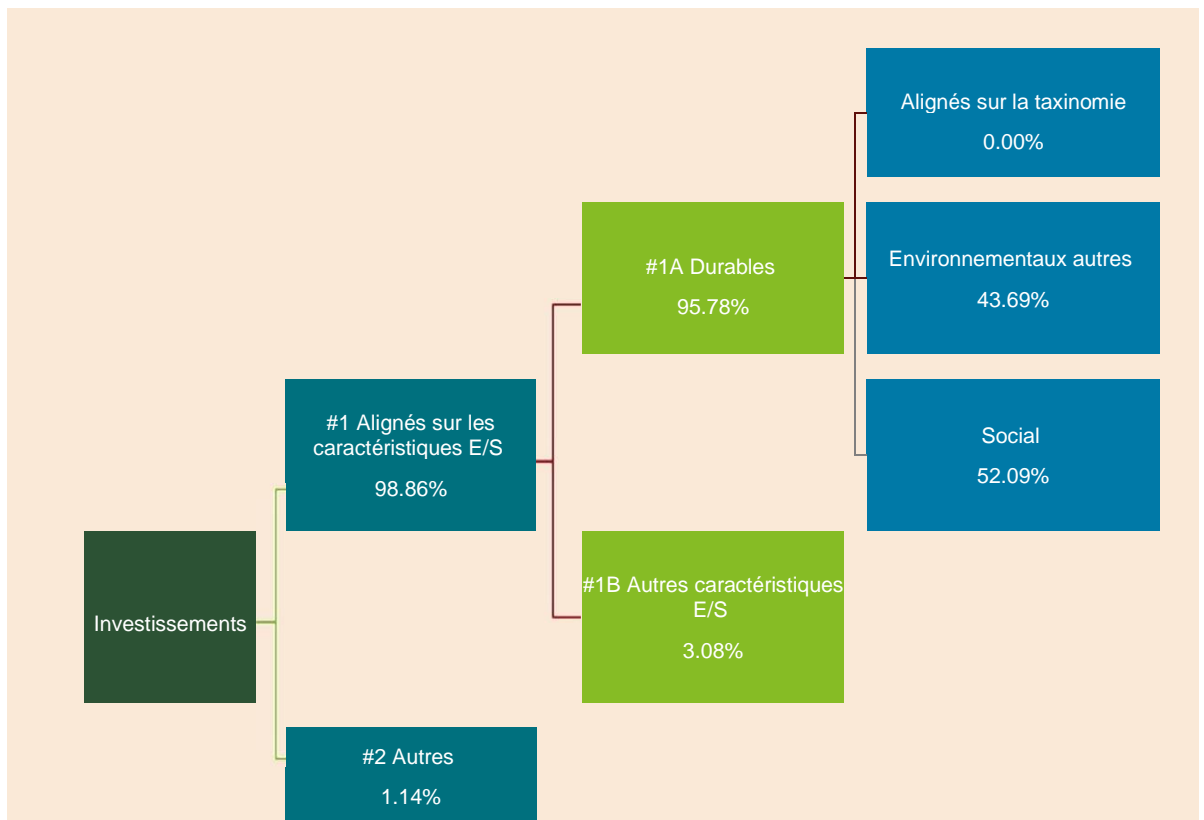 Alignés sur la taxinomie
0.00%
#1A Durables
95.78%
Environnementaux autres
43.69%
#1 Alignés sur les
caractéristiques E/S
98.86%
Social
52.09%
Investissements
#1B Autres caractéristiques
E/S
3.08%
#2 Autres
1.14%